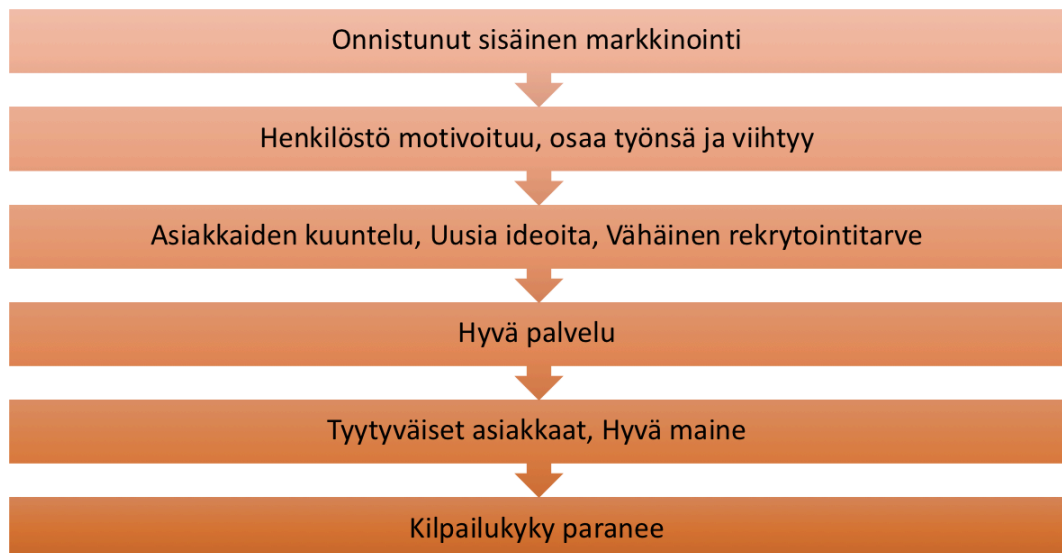 Onnistunut sisäinen markkinointi
Henkilöstö motivoituu, osaa työnsä ja viihtyy
Asiakkaiden kuuntelu, Uusia ideoita, Vähäinen rekrytointitarve
Hyvä palvelu
Tyytyväiset asiakkaat, Hyvä maine
Kilpailukyky paranee